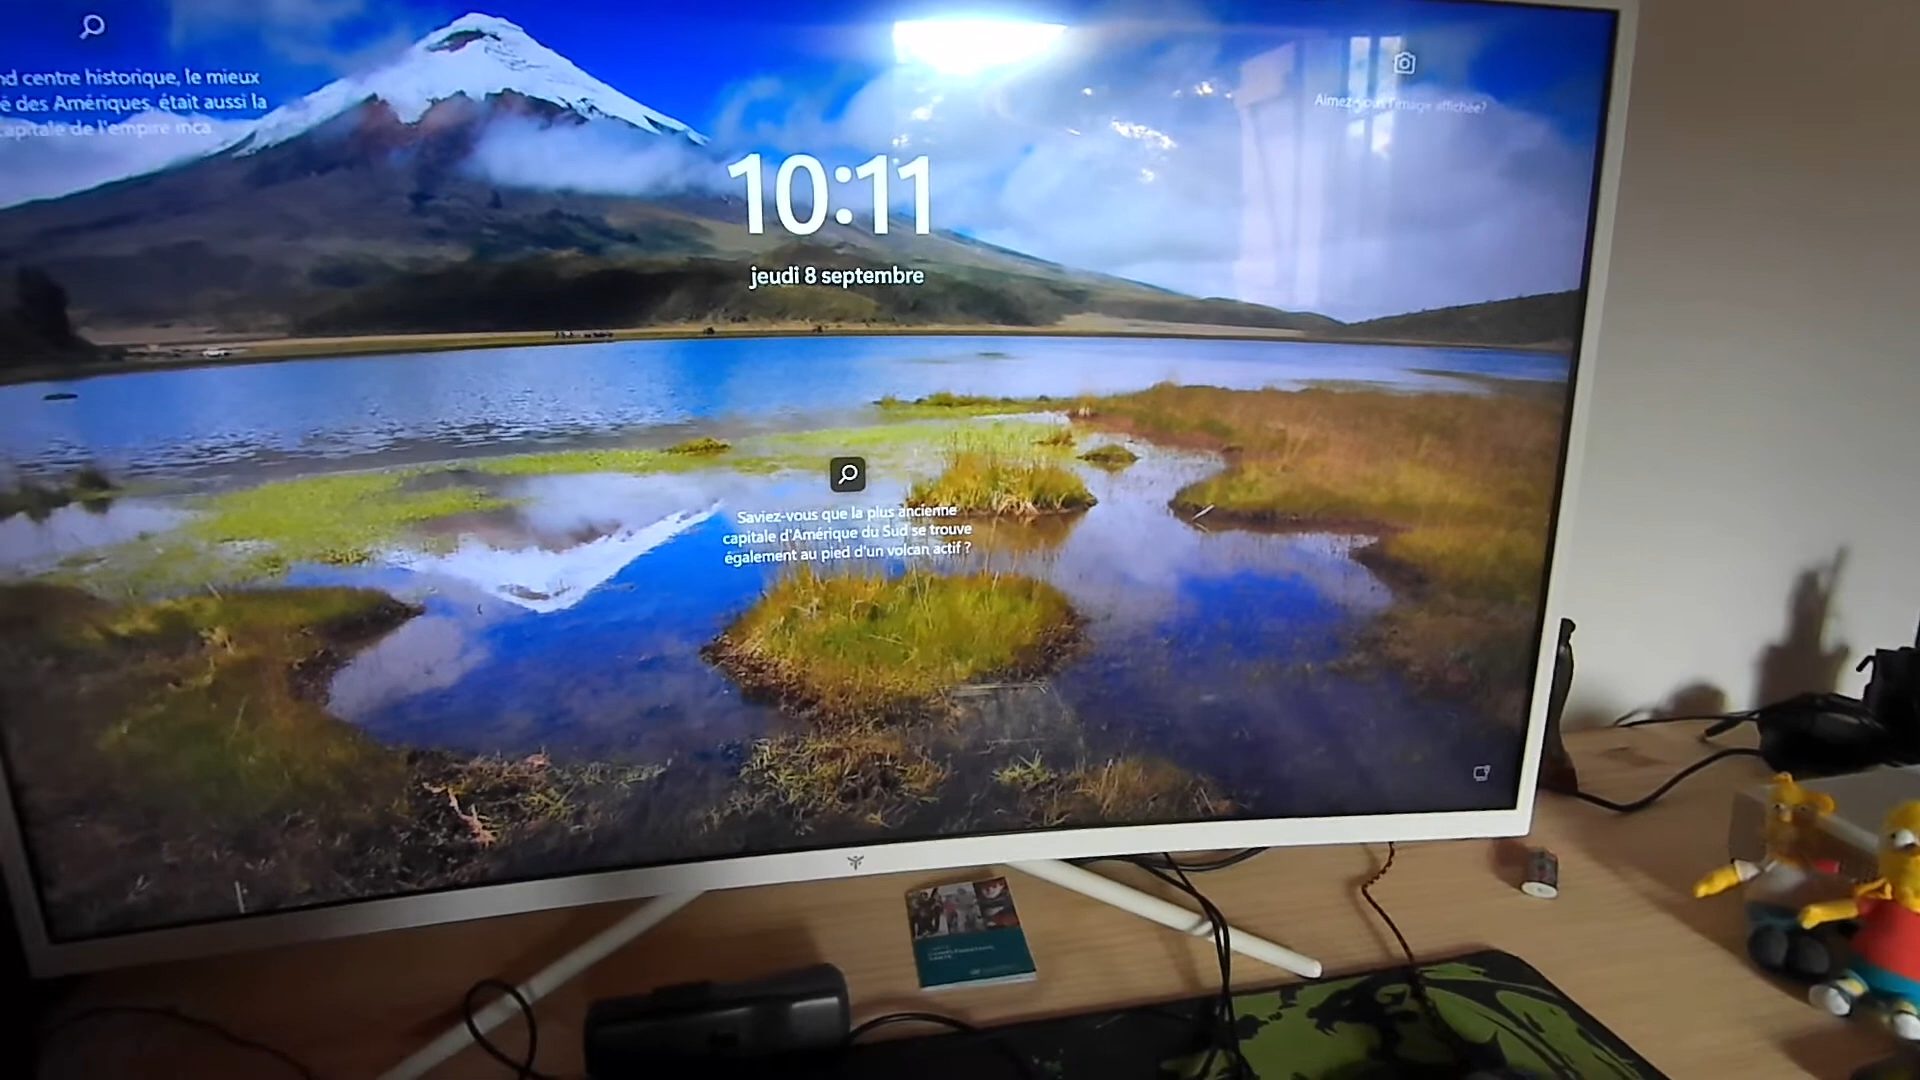 nd centre historique, le mieux
é des Amériques, était aussi la
capitale de l'empire inca.
Aimez-vous l'image affichée?
10:11
jeudi 8 septembre
Saviez-vous que la plus ancienne
capitale d'Amérique du Sud se trouve
également au pied d'un volcan actif ?